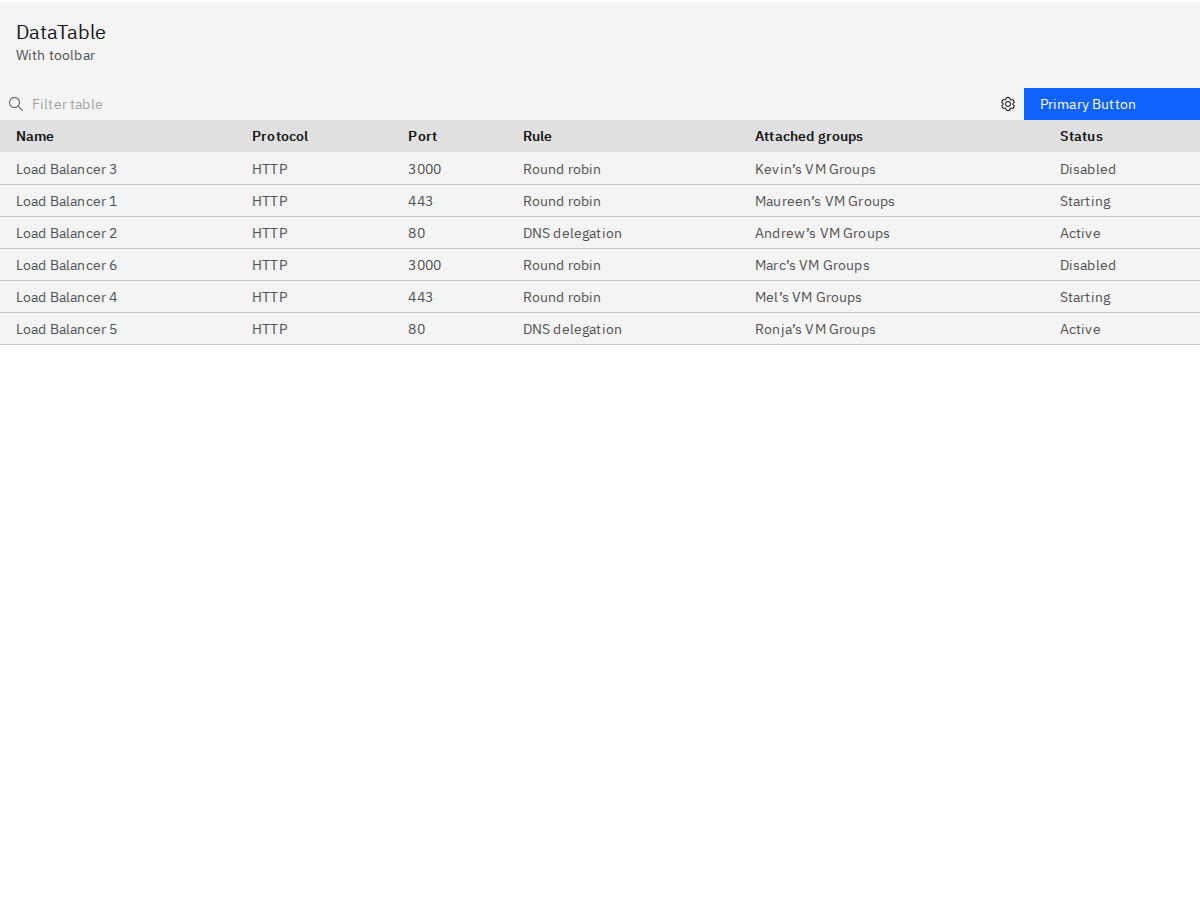 DataTable
With toolbar
Filter table
Primary Button
Name Protocol Port Rule Attached groups Status
Load Balancer 3 HTTP 3000 Round robin Kevin’s VM Groups Disabled
Load Balancer 1 HTTP 443 Round robin Maureen’s VM Groups Starting
Load Balancer 2 HTTP 80 DNS delegation Andrew’s VM Groups Active
Load Balancer 6 HTTP 3000 Round robin Marc’s VM Groups Disabled
Load Balancer 4 HTTP 443 Round robin Mel’s VM Groups Starting
Load Balancer 5 HTTP 80 DNS delegation Ronja’s VM Groups Active